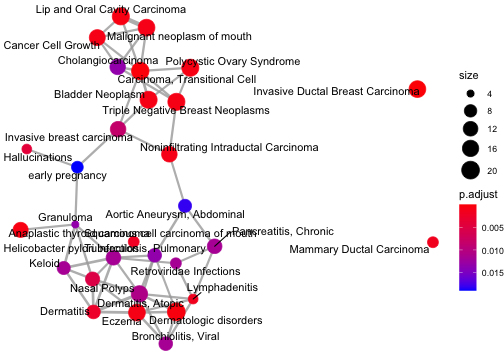 Lip and Oral Cavity Carcinoma
Malignant neoplasm of mouth
Cancer Cell Growth
Cholangiocarcinoma
Polycystic Ovary Syndrome
Carcinoma, Transitional Cell
Bladder Neoplasm
Triple Negative Breast Neoplasms
Invasive Ductal Breast Carcinoma
Invasive breast carcinoma
Noninfiltrating Intraductal Carcinoma
Hallucinations
early pregnancy
Granuloma
Aortic Aneurysm, Abdominal
Anaplastic thyroid carcinoma
Squamous cell carcinoma of mouth
Pancreatitis, Chronic
Helicobacter pylori infection
Tuberculosis, Pulmonary
Mammary Ductal Carcinoma
Keloid
Retroviridae Infections
Nasal Polyps
Lymphadenitis
Dermatitis, Atopic
Dermatitis
Eczema
Dermatologic disorders
Bronchiolitis, Viral
size
4
8
12
16
20
p.adjust
0.005
0.010
0.015